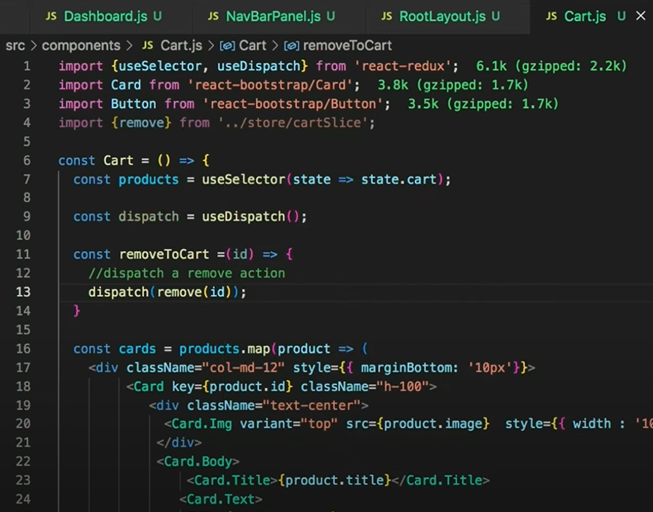 JS Dashboard.js U JS NavBarPanel.js U JS RootLayout.js U JS Cart.js U ×
src > components > JS Cart.js > Cart > removeToCart
1 import {useSelector, useDispatch} from 'react-redux'; 6.1k (gzipped: 2.2k)
2 import Card from 'react-bootstrap/Card'; 3.8k (gzipped: 1.7k)
3 import Button from 'react-bootstrap/Button'; 3.5k (gzipped: 1.7k)
4 import {remove} from '../store/cartSlice';
5
6 const Cart = () => {
7 const products = useSelector(state => state.cart);
8
9 const dispatch = useDispatch();
10
11 const removeToCart =(id) => {
12 //dispatch a remove action
13 dispatch(remove(id));
14 }
15
16 const cards = products.map(product => (
17 <div className="col-md-12" style={{ marginBottom: '10px'}}>
18 <Card key={product.id} className="h-100">
19 <div className="text-center">
20 <Card.Img variant="top" src={product.image} style={{ width : '10
21 </div>
22 <Card.Body>
23 <Card.Title>{product.title}</Card.Title>
24 <Card.Text>